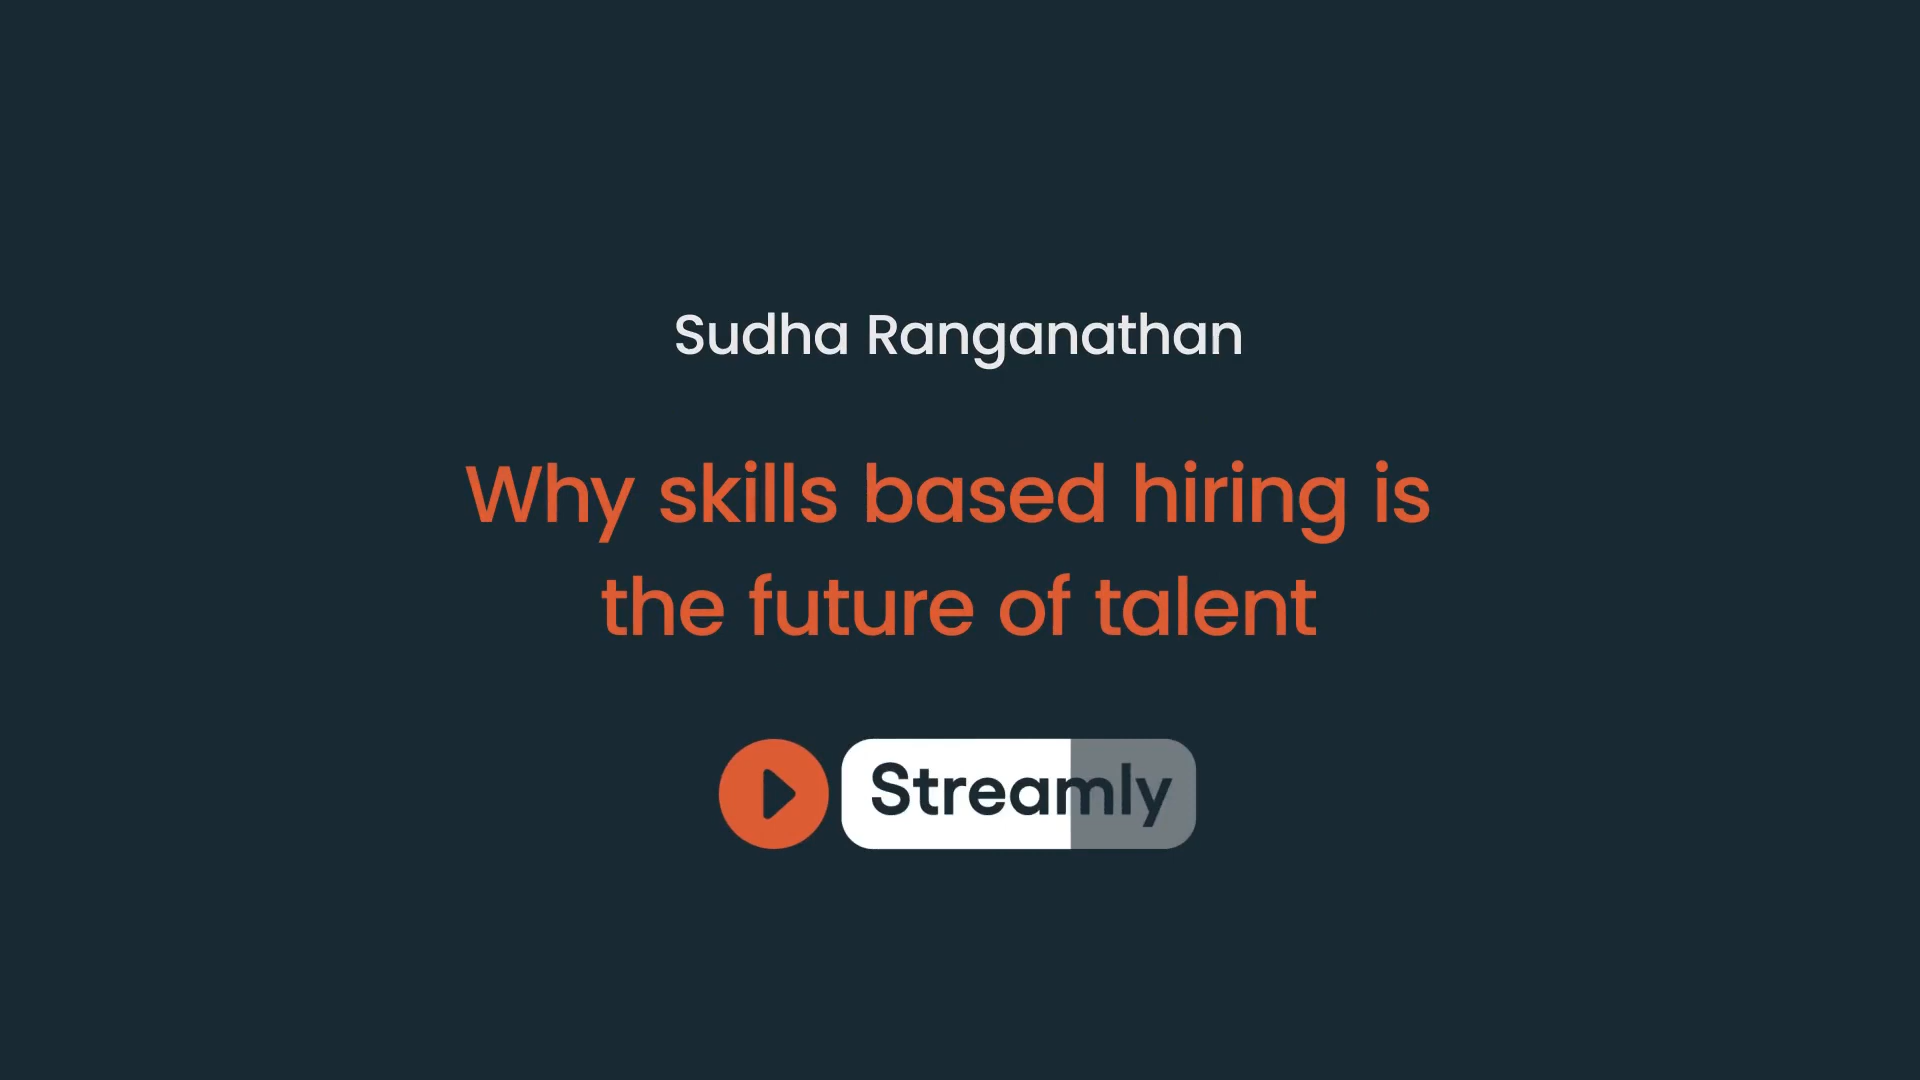 Sudha Ranganathan
Why skills based hiring is
the future of talent
Streamly